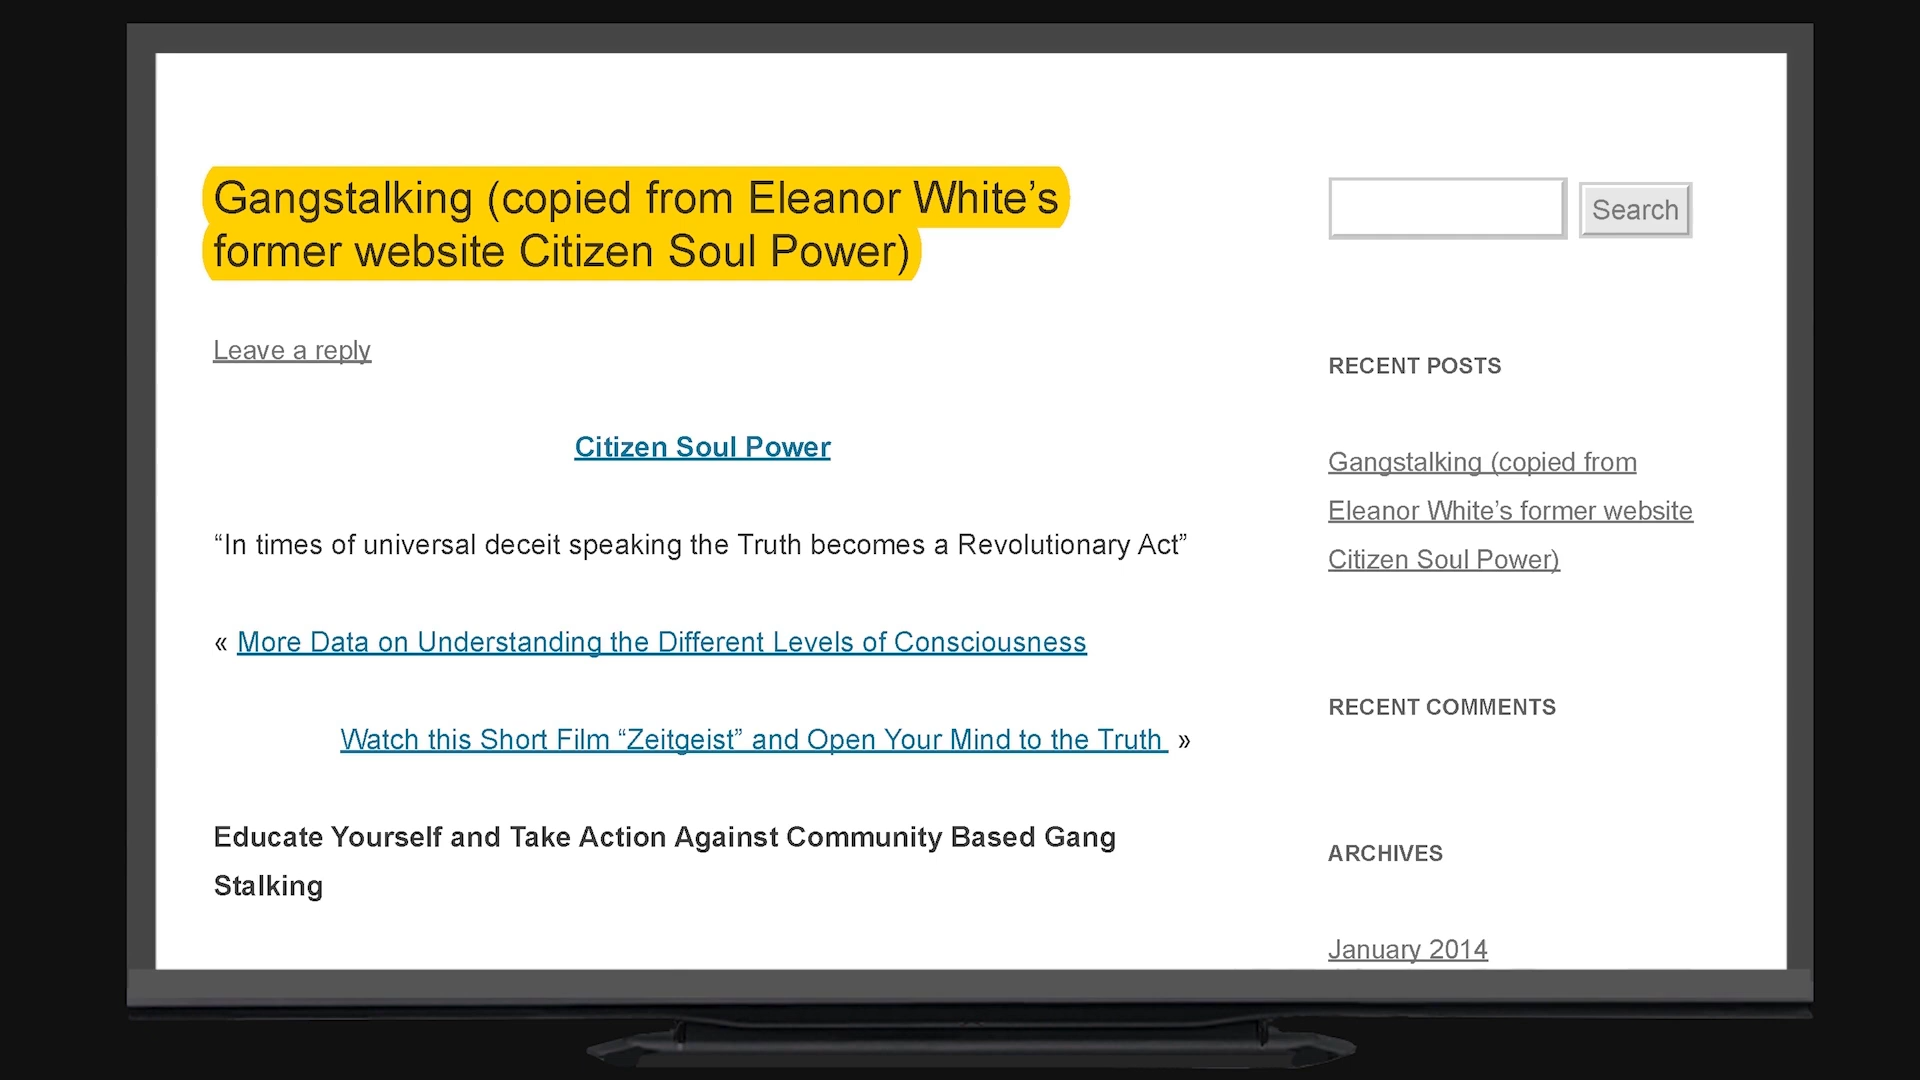 Gangstalking (copied from Eleanor White’s
former website Citizen Soul Power)
Leave a reply
Citizen Soul Power
“In times of universal deceit speaking the Truth becomes a Revolutionary Act”
« More Data on Understanding the Different Levels of Consciousness
Watch this Short Film “Zeitgeist” and Open Your Mind to the Truth »
Educate Yourself and Take Action Against Community Based Gang
Stalking
Search
RECENT POSTS
Gangstalking (copied from
Eleanor White’s former website
Citizen Soul Power)
RECENT COMMENTS
ARCHIVES
January 2014